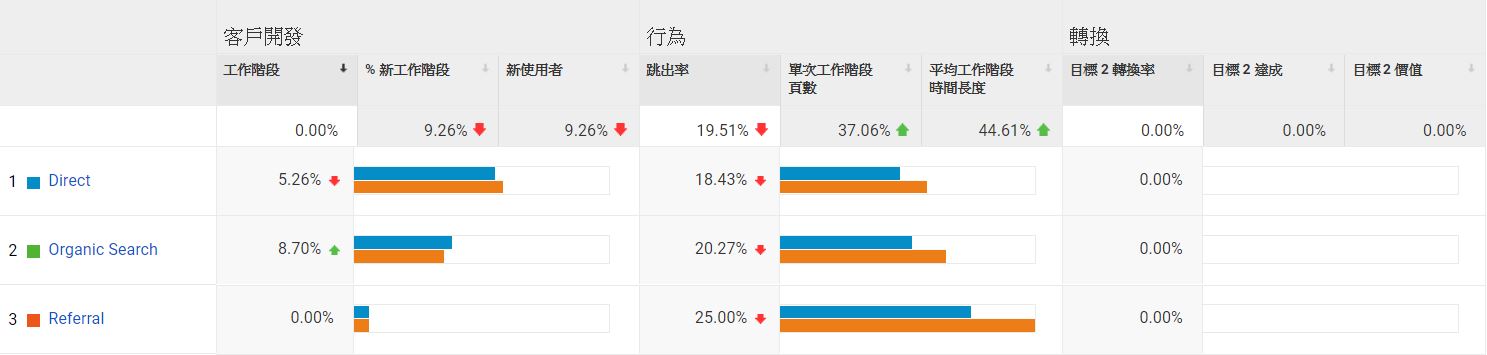 客戶開發
行為
轉換
工作階段
% 新工作階段
新使用者
跳出率
單次工作階段
頁數
平均工作階段
時間長度
目標 2 轉換率
目標 2 達成
目標 2 價值
0.00%
9.26%
9.26%
19.51%
37.06%
44.61%
0.00%
0.00%
0.00%
1
Direct
5.26%
18.43%
0.00%
2
Organic Search
8.70%
20.27%
0.00%
3
Referral
0.00%
25.00%
0.00%